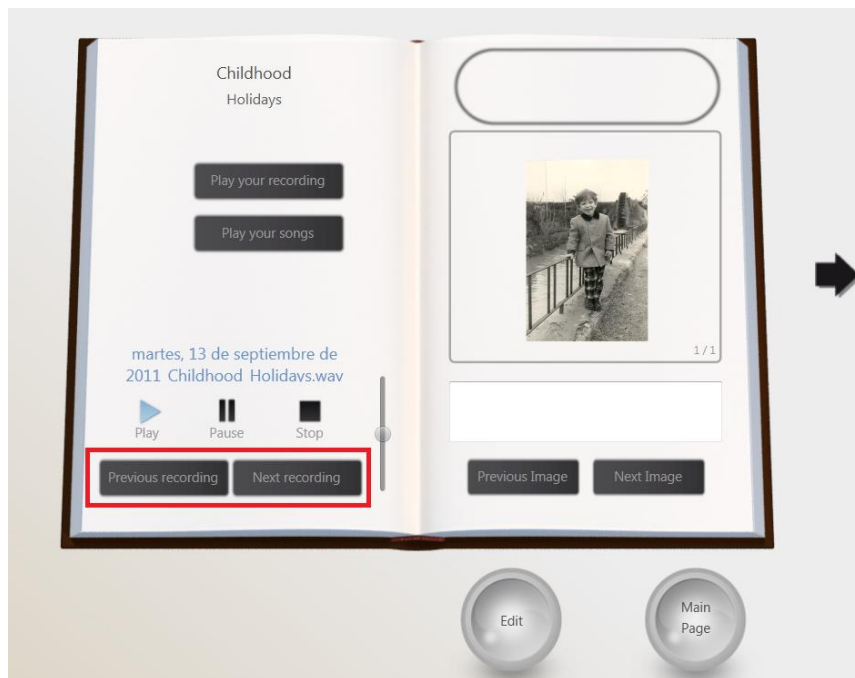 Childhood
Holidays
Play your recording
Play your songs
martes, 13 de septiembre de
2011 Childhood Holidays.wav
Play
Pause
Stop
Previous recording
Next recording
1 / 1
Previous Image
Next Image
Edit
Main
Page